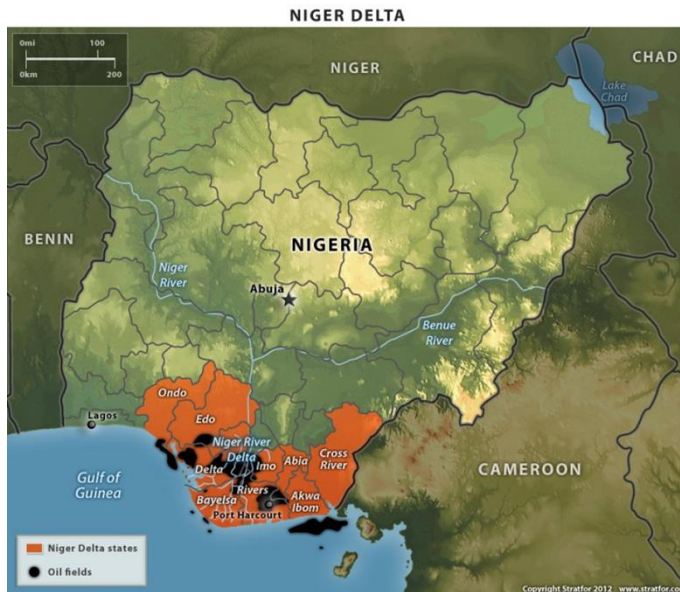 NIGER DELTA
0mi 100
0km 200
NIGER
CHAD
Lake
Chad
BENIN
NIGERIA
Niger
River
Abuja
Benue
River
Ondo
Edo
Lagos
Niger River
Delta
Delta
Imo
Abia
Cross
River
Gulf of
Guinea
Bayelsa
Rivers
Akwa
Ibom
Port Harcourt
CAMEROON
Niger Delta states
Oil fields
Copyright Stratfor 2012 www.stratfor.com